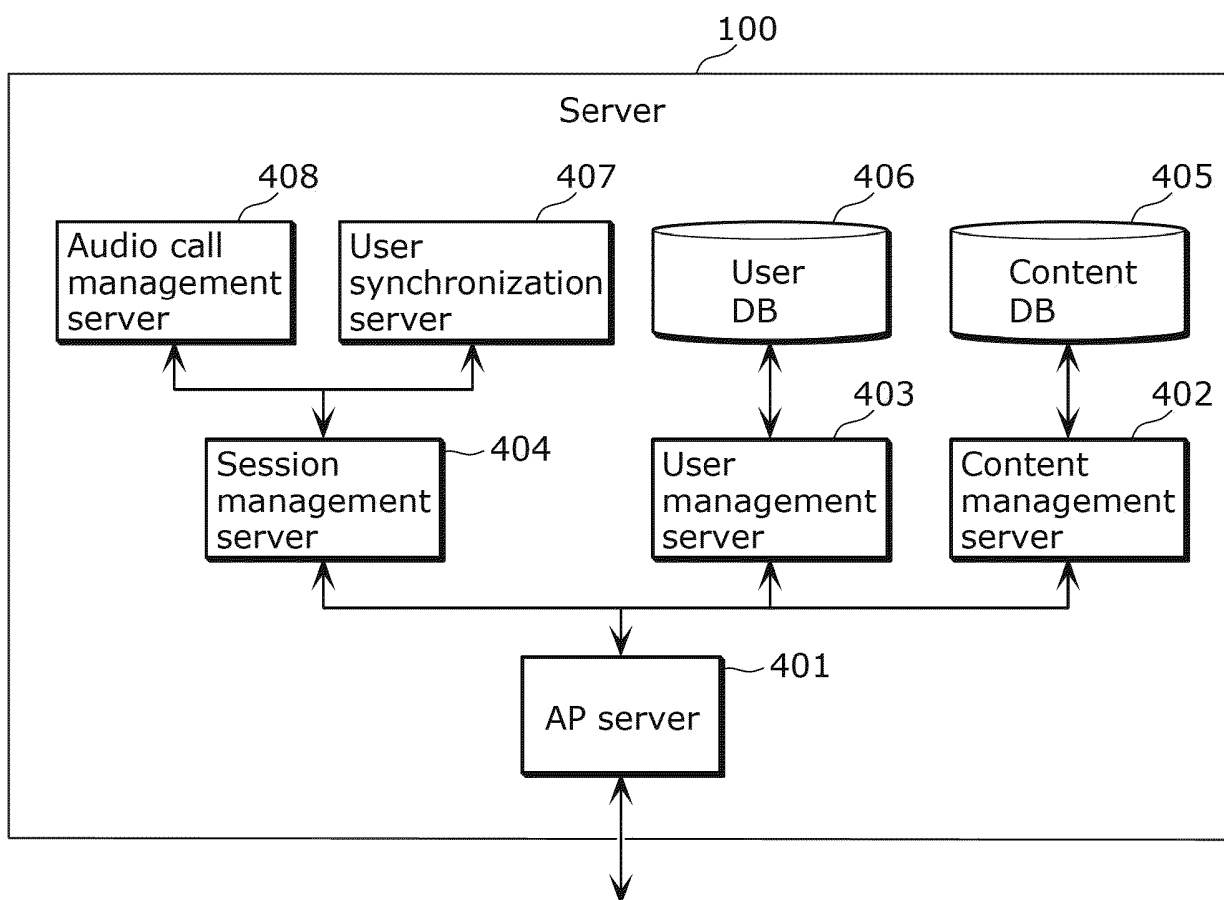 100
Server
408
407
406
405
Audio call
management
server
User
synchronization
server
User
DB
Content
DB
403
402
404
Session
management
server
User
management
server
Content
management
server
401
AP server